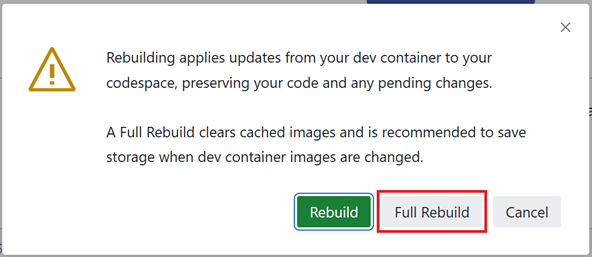 Rebuilding applies updates from your dev container to your
codespace, preserving your code and any pending changes.
A Full Rebuild clears cached images and is recommended to save
storage when dev container images are changed.
Rebuild Full Rebuild Cancel